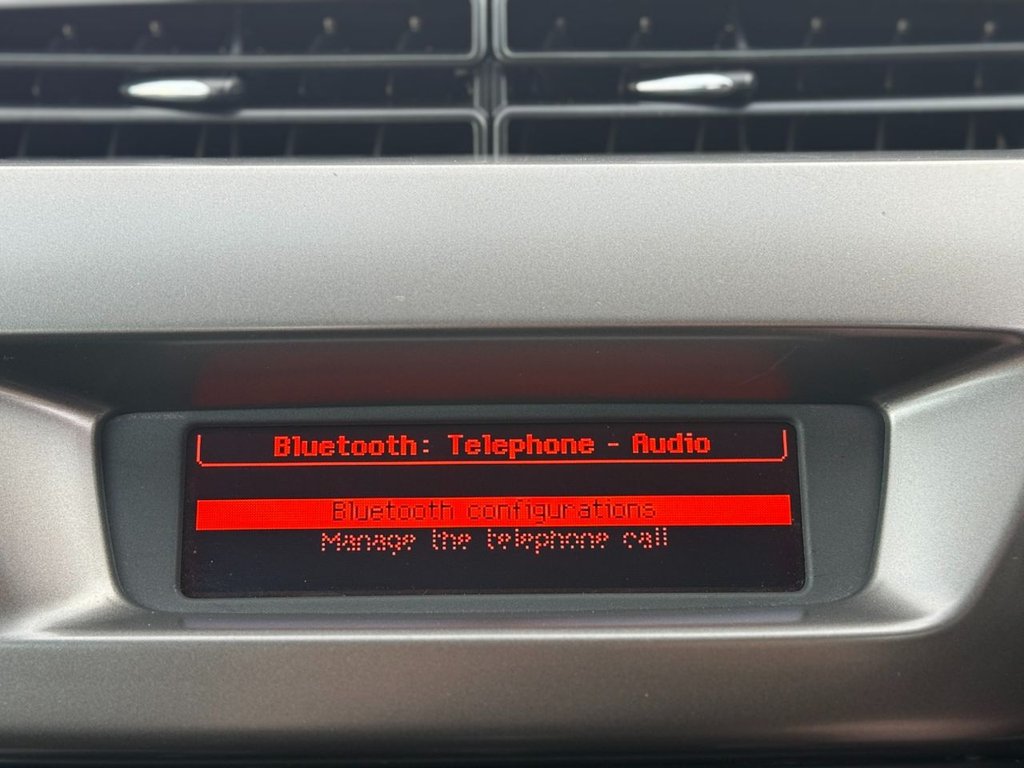 Bluetooth: Telephone - Audio
Bluetooth configurations
Manage the telephone call